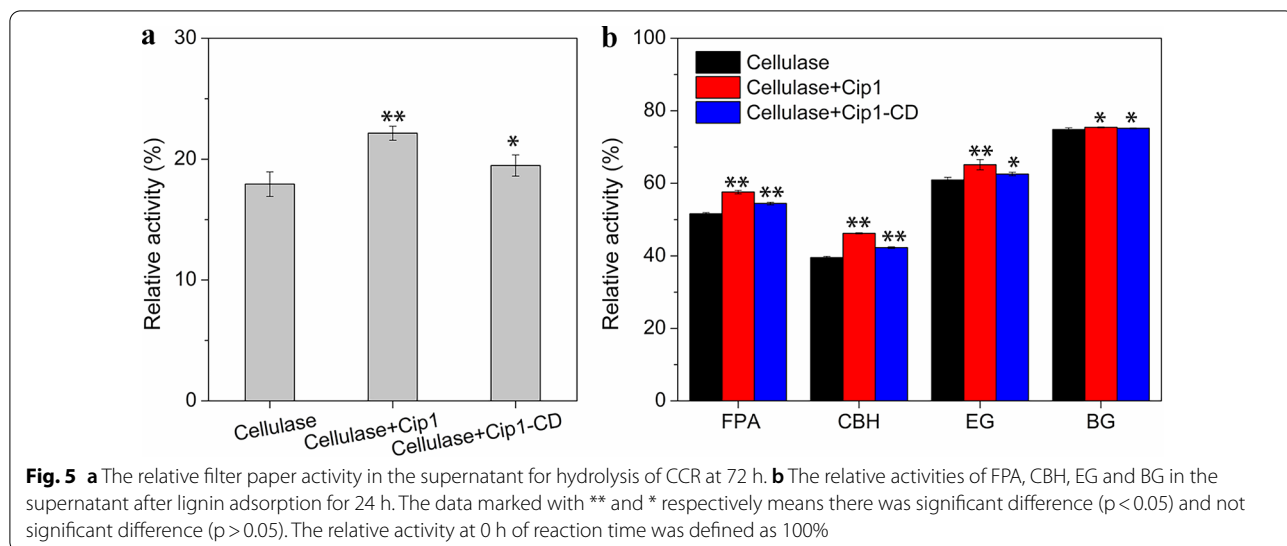 a
30
20
10
0
Relative activity (%)
**
*
Cellulase
Cellulase+Cip1
Cellulase+Cip1-CD
b
100
80
60
40
20
0
Relative activity (%)
Cellulase
Cellulase+Cip1
Cellulase+Cip1-CD
** **
** **
** *
* *
FPA CBH EG BG
Fig. 5 a The relative filter paper activity in the supernatant for hydrolysis of CCR at 72 h. b The relative activities of FPA, CBH, EG and BG in the
supernatant after lignin adsorption for 24 h. The data marked with ** and * respectively means there was significant difference (p < 0.05) and not
significant difference (p > 0.05). The relative activity at 0 h of reaction time was defined as 100%